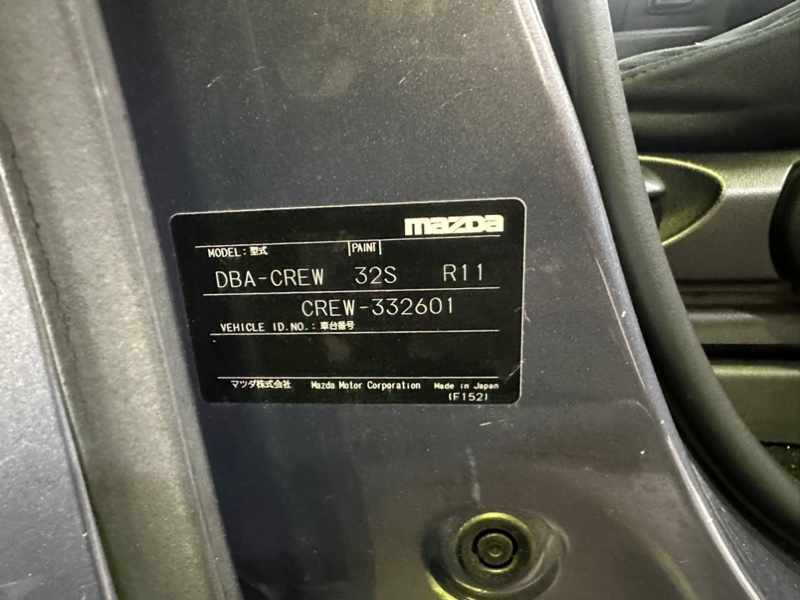 mazda
MODEL:型式 PAINT
DBA-CREW 32S R11
CREW-332601
VEHICLE ID.NO.:車台番号
マツダ株式会社 Mazda Motor Corporation Made in Japan
(F152)